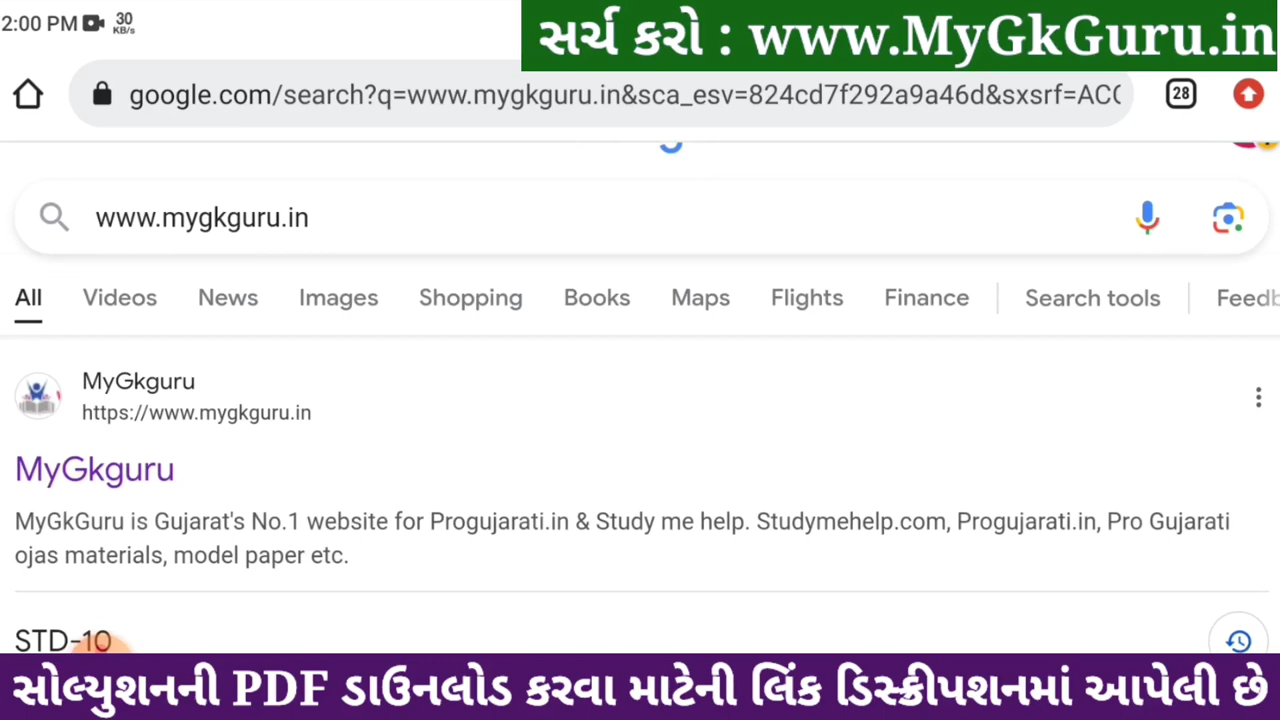 2:00 PM 30 KB/s
સર્ચ કરો : www.MyGkGuru.in
google.com/search?q=www.mygkguru.in&sca_esv=824cd7f292a9a46d&sxsrf=ACC
28
www.mygkguru.in
All Videos News Images Shopping Books Maps Flights Finance Search tools Feedb
MyGkguru
https://www.mygkguru.in
MyGkguru
MyGkGuru is Gujarat's No.1 website for Progujarati.in & Study me help. Studymehelp.com, Progujarati.in, Pro Gujarati
ojas materials, model paper etc.
STD-10
સોલ્યુશનની PDF ડાઉનલોડ કરવા માટેની લિંક ડિસ્ક્રીપશનમાં આપેલી છે